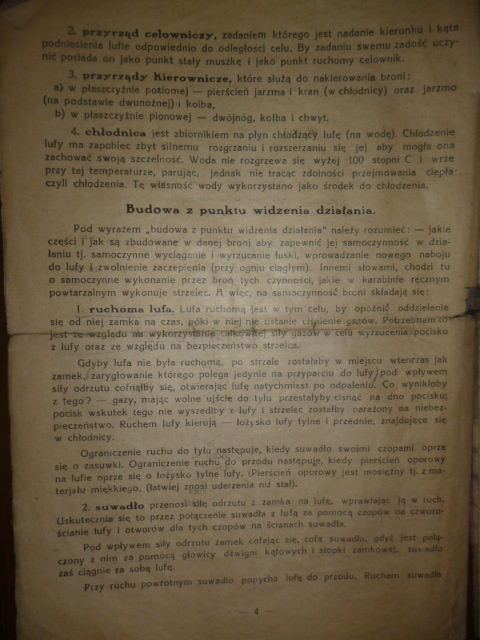 2. przyrząd celowniczy, zadaniem którego jest nadanie kierunku i kąta
podniesienia lufie odpowiednio do odległości celu. By zadaniu swemu zadość uczy-
nić posiada on jako punkt stały muszkę i jako punkt ruchomy celownik.
3. przyrządy kierownicze, które służą do nakierowania broni:
a) w płaszczyźnie poziomej — pierścień jarzma i kran (w chłodnicy) oraz jarzmo
(na podstawie dwunożnej) i kolba,
b) w płaszczyźnie pionowej — dwójnóg, kolba i chwyt.
4. chłodnica jest zbiornikiem na płyn chłodzący lufę (na wodę). Chłodzenie
lufy ma zapobiec zbyt silnemu rozgrzaniu i rozszerzaniu się jej aby mogła ona
zachować swoją szczelność. Woda nie rozgrzewa się wyżej 100 stopni C i wrze
przy tej temperaturze, parując, jednak nie tracąc zdolności przejmowania ciepła-
czyli chłodzenia. Tę własność wody wykorzystano jako środek do chłodzenia.
Budowa z punktu widzenia działania.
Pod wyrazem „budowa z punktu widzenia działania" należy rozumieć: — jakie
części i jak są zbudowane w danej broni aby zapewnić jej samoczynność w dzia-
łaniu tj. samoczynne wyciąganie i wyrzucanie łuski, wprowadzanie nowego naboju
do lufy i zwolnienie zaczepienia (przy ogniu ciągłym). Innemi słowami, chodzi tu
o samoczynne wykonanie przez broń tych czynności, jakie w karabinie ręcznym
powtarzalnym wykonuje strzelec. A więc, na samoczynność broni składają się:
1. ruchoma lufa. Lufa ruchomą jest w tym celu, by opóźnić oddzielenie
się od niej zamka na czas, póki w niej nie ustanie ciśnienie gazów. Potrzebnem to
jest ze względu na wykorzystanie całkowitej siły gazów w celu wyrzucenia pocisku
z lufy oraz ze względu na bezpieczeństwo strzelca.
Gdyby lufa nie była ruchomą, po strzale zostałaby w miejscu wtenczas jak
zamek, zaryglowanie którego polega jedynie na przyparciu do lufy pod wpływem
siły odrzutu cofnąłby się, otwierając lufę natychmiast po odpaleniu. Co wynikłoby
z tego? — gazy, mając wolne ujście do tyłu przestałyby cisnąć na dno pocisku;
pocisk wskutek tego nie wyszedłby z lufy i strzelec zostałby narażony na niebez-
pieczeństwo. Ruchem lufy kierują — łożysko lufy tylne i przednie, znajdujące się
w chłodnicy.
Ograniczenie ruchu do tyłu następuje, kiedy suwadło swoimi czopami oprze
się o zasuwki. Ograniczenie ruchu do przodu następuje, kiedy pierścień oporowy
na lufie oprze się o łożysko tylne lufy. (Pierścień oporowy jest mosiężny tj. z ma-
terjału miękkiego, (łatwiej znosi uderzenia niż stal).
2. suwadło przenosi siłę odrzutu z zamka na lufę, wprawiając ją w ruch.
Uskutecznia się to przez połączenie suwadła z lufą za pomocą czopów na czworo-
ścianie lufy i otworów dla tych czopów na ścianach suwadła.
Pod wpływem siły odrzutu zamek cofając się, cofa suwadło, gdyż jest połą-
czony z nim za pomocą głowicy dźwigni kątowych i stopki zamkowej, suwadło
zaś ciągnie za sobą lufę.
Przy ruchu powrotnym suwadło popycha lufę do przodu. Ruchem suwadła
— 4 —